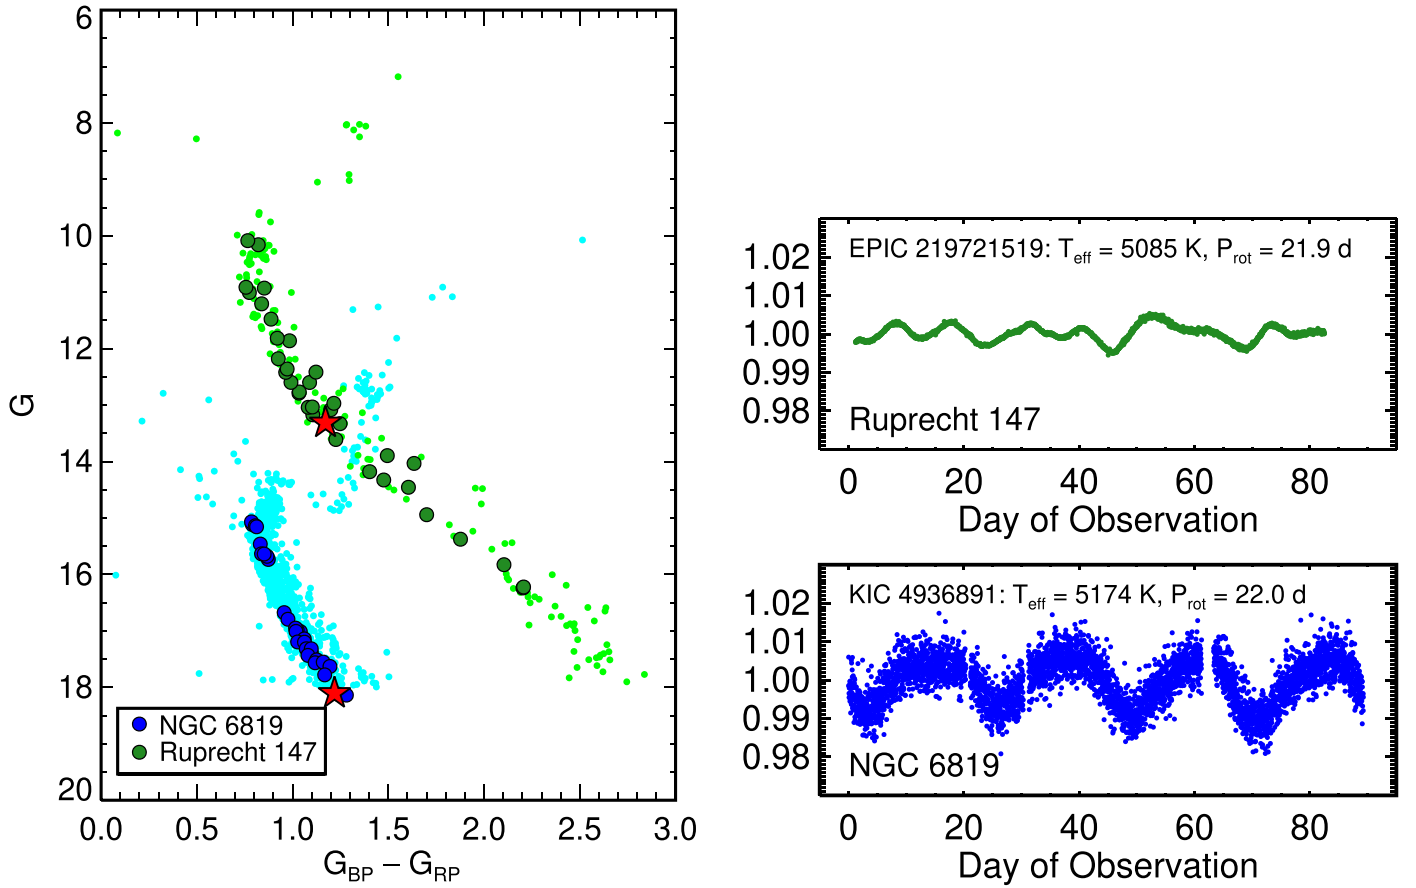 6
8
10
12
14
16
18
20
G
0.0 0.5 1.0 1.5 2.0 2.5 3.0
G_BP − G_RP
NGC 6819
Ruprecht 147
1.02
1.01
1.00
0.99
0.98
EPIC 219721519: T_eff = 5085 K, P_rot = 21.9 d
Ruprecht 147
0 20 40 60 80
Day of Observation
1.02
1.01
1.00
0.99
0.98
KIC 4936891: T_eff = 5174 K, P_rot = 22.0 d
NGC 6819
0 20 40 60 80
Day of Observation